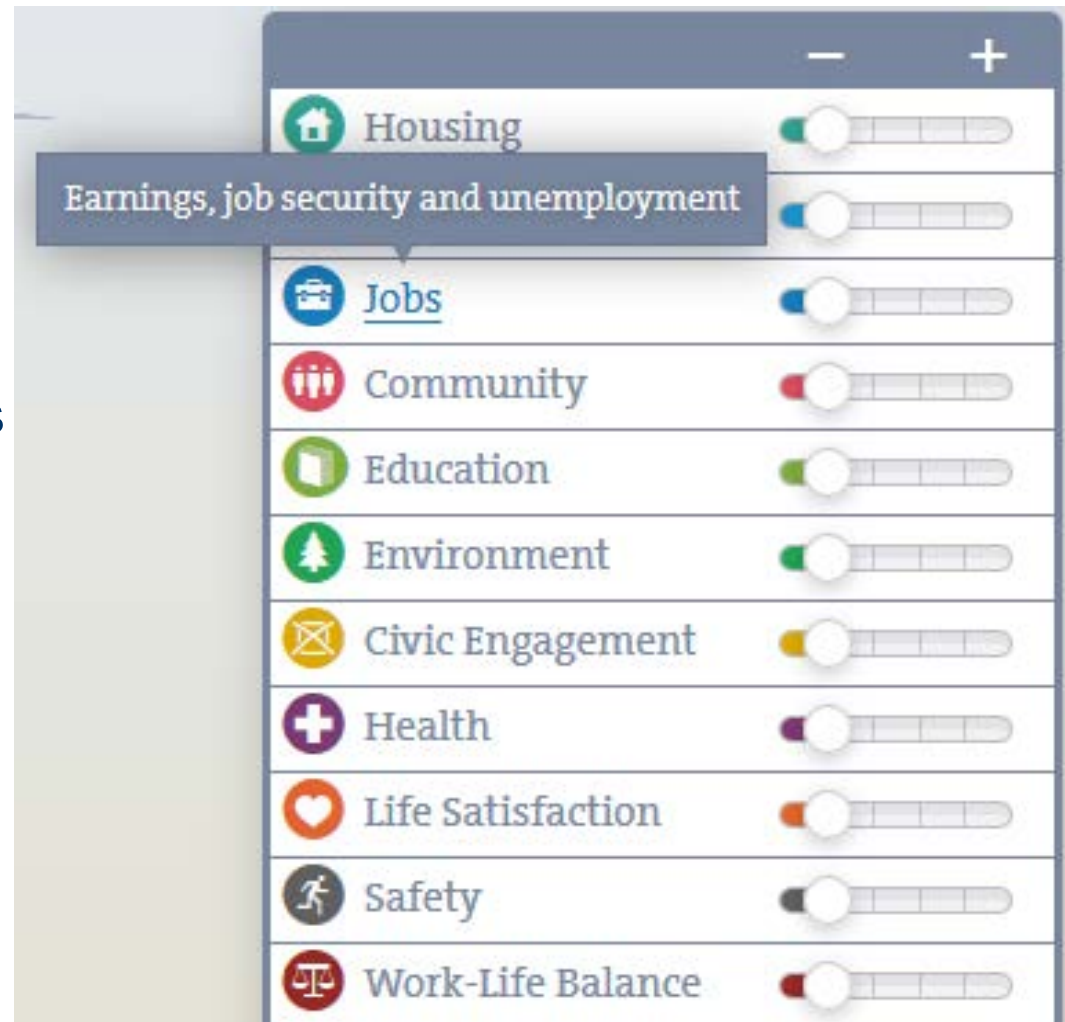 − +
Housing
Earnings, job security and unemployment
Jobs
Community
Education
Environment
Civic Engagement
Health
Life Satisfaction
Safety
Work-Life Balance